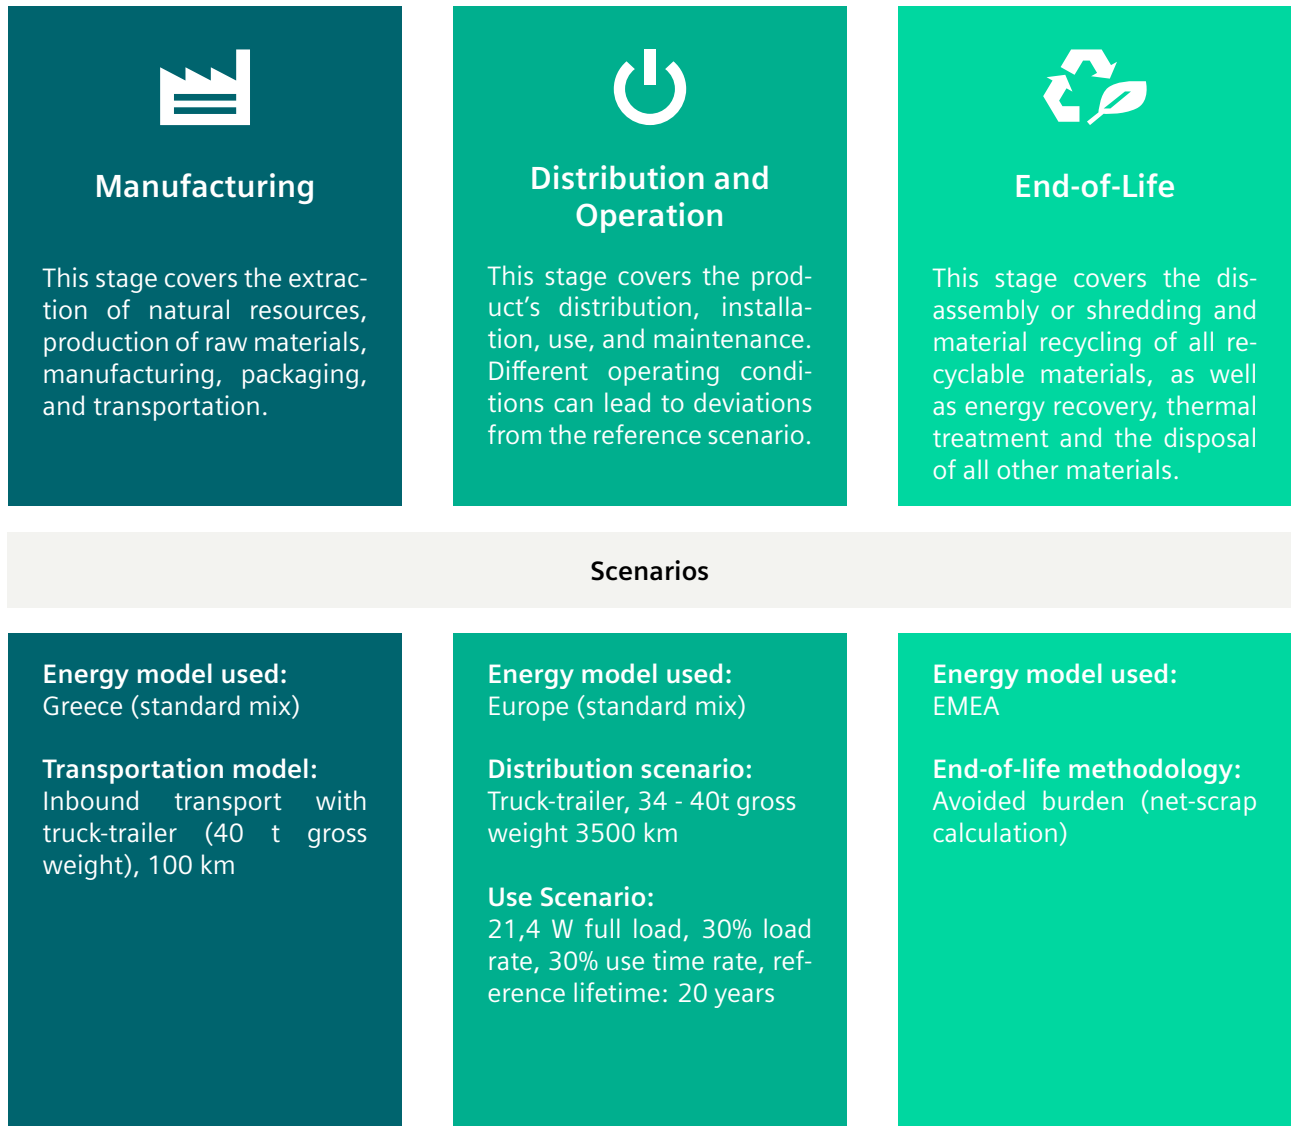 Manufacturing
This stage covers the extrac-
tion of natural resources,
production of raw materials,
manufacturing, packaging,
and transportation.
Distribution and
Operation
This stage covers the prod-
uct's distribution, installa-
tion, use, and maintenance.
Different operating condi-
tions can lead to deviations
from the reference scenario.
End-of-Life
This stage covers the dis-
assembly or shredding and
material recycling of all re-
cyclable materials, as well
as energy recovery, thermal
treatment and the disposal
of all other materials.
Scenarios
Energy model used:
Greece (standard mix)
Transportation model:
Inbound transport with
truck-trailer (40 t gross
weight), 100 km
Energy model used:
Europe (standard mix)
Distribution scenario:
Truck-trailer, 34 - 40t gross
weight 3500 km
Use Scenario:
21,4 W full load, 30% load
rate, 30% use time rate, ref-
erence lifetime: 20 years
Energy model used:
EMEA
End-of-life methodology:
Avoided burden (net-scrap
calculation)